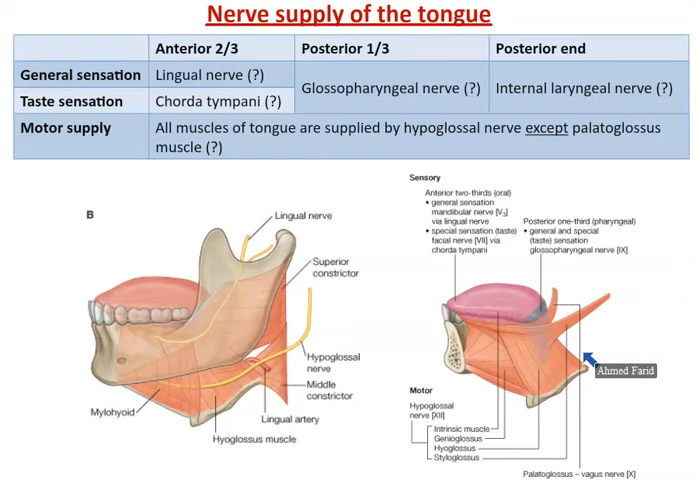 Nerve supply of the tongue
Anterior 2/3
Posterior 1/3
Posterior end
General sensation
Lingual nerve (?)
Glossopharyngeal nerve (?)
Internal laryngeal nerve (?)
Taste sensation
Chorda tympani (?)
Motor supply
All muscles of tongue are supplied by hypoglossal nerve except palatoglossus
muscle (?)
B
Lingual nerve
Superior
constrictor
Hypoglossal
nerve
Middle
constrictor
Lingual artery
Hyoglossus muscle
Mylohyoid
Sensory
Anterior two-thirds (oral)
• general sensation
mandibular nerve [V3]
via lingual nerve
• special sensation (taste)
facial nerve [VII] via
chorda tympani
Posterior one-third (pharyngeal)
• general and special
(taste) sensation
glossopharyngeal nerve [IX]
Ahmed Farid
Motor
Hypoglossal
nerve [XII]
Intrinsic muscle
Genioglossus
Hyoglossus
Styloglossus
Palatoglossus – vagus nerve [X]